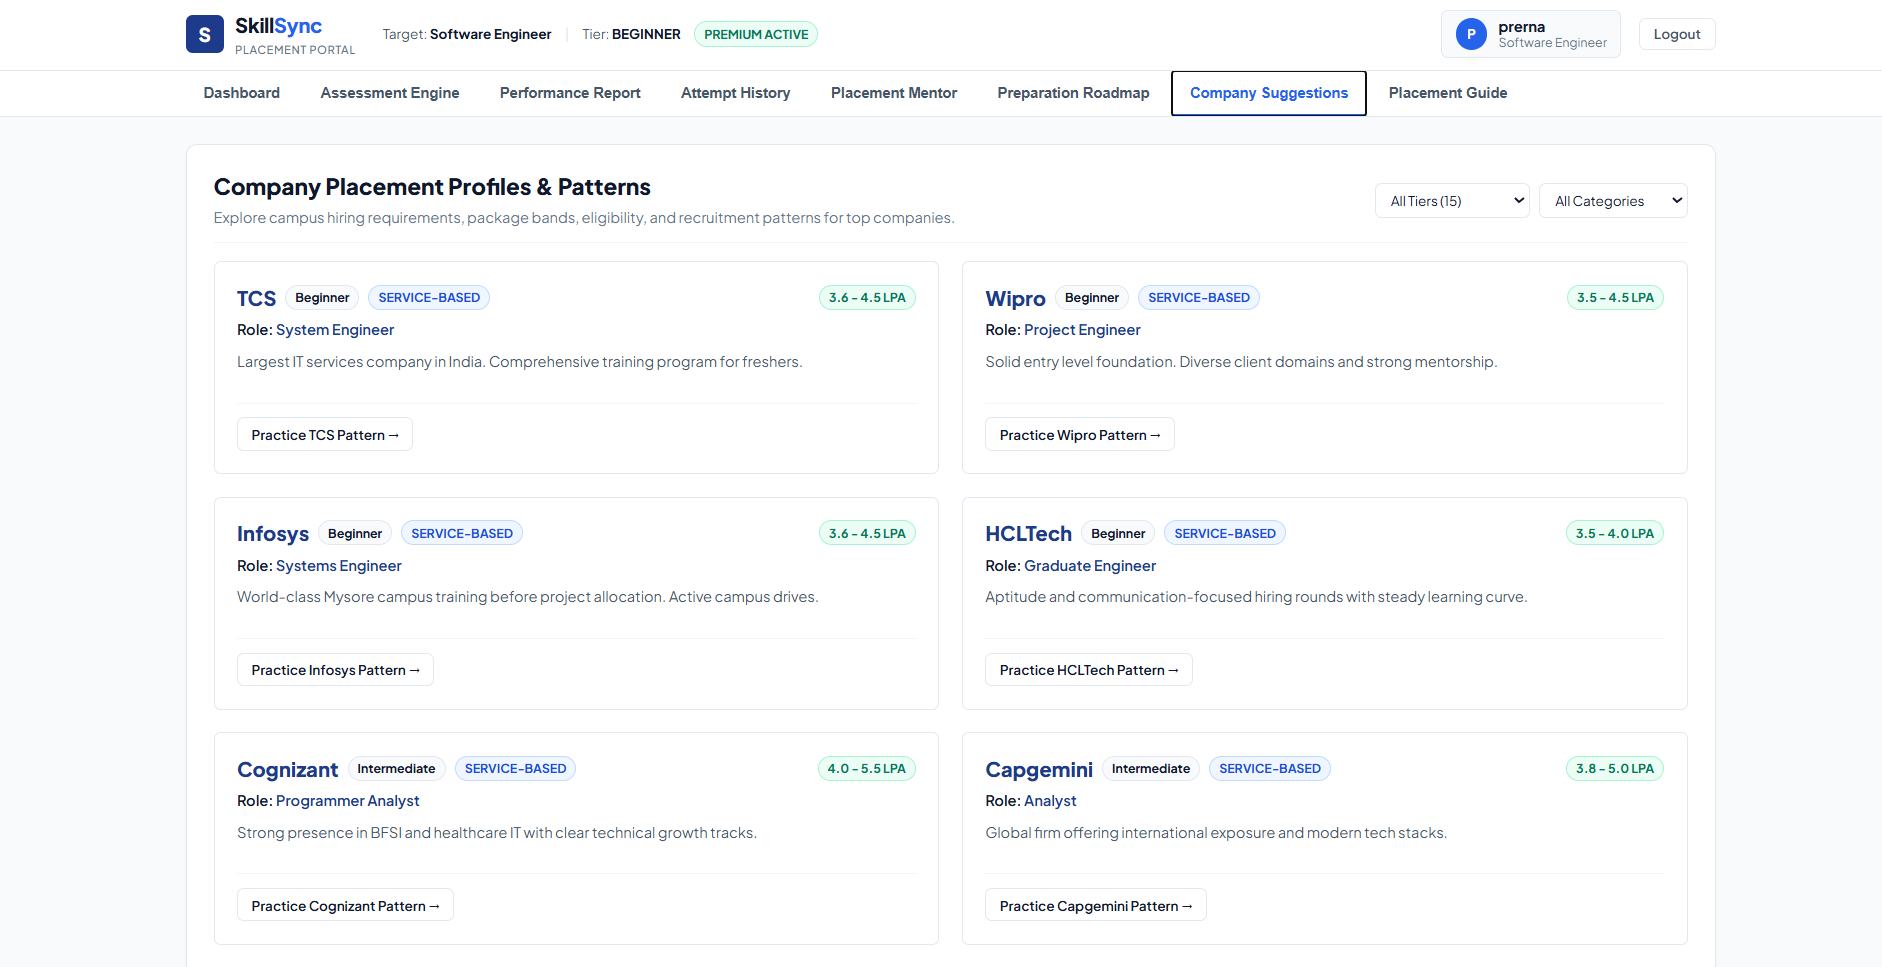 S
SkillSync
PLACEMENT PORTAL
Target: Software Engineer
Tier: BEGINNER
PREMIUM ACTIVE
P
prerna
Software Engineer
Logout
Dashboard
Assessment Engine
Performance Report
Attempt History
Placement Mentor
Preparation Roadmap
Company Suggestions
Placement Guide
Company Placement Profiles & Patterns
Explore campus hiring requirements, package bands, eligibility, and recruitment patterns for top companies.
All Tiers (15)
All Categories
TCS Beginner SERVICE-BASED 3.6 - 4.5 LPA
Role: System Engineer
Largest IT services company in India. Comprehensive training program for freshers.
Practice TCS Pattern →
Wipro Beginner SERVICE-BASED 3.5 - 4.5 LPA
Role: Project Engineer
Solid entry level foundation. Diverse client domains and strong mentorship.
Practice Wipro Pattern →
Infosys Beginner SERVICE-BASED 3.6 - 4.5 LPA
Role: Systems Engineer
World-class Mysore campus training before project allocation. Active campus drives.
Practice Infosys Pattern →
HCLTech Beginner SERVICE-BASED 3.5 - 4.0 LPA
Role: Graduate Engineer
Aptitude and communication-focused hiring rounds with steady learning curve.
Practice HCLTech Pattern →
Cognizant Intermediate SERVICE-BASED 4.0 - 5.5 LPA
Role: Programmer Analyst
Strong presence in BFSI and healthcare IT with clear technical growth tracks.
Practice Cognizant Pattern →
Capgemini Intermediate SERVICE-BASED 3.8 - 5.0 LPA
Role: Analyst
Global firm offering international exposure and modern tech stacks.
Practice Capgemini Pattern →